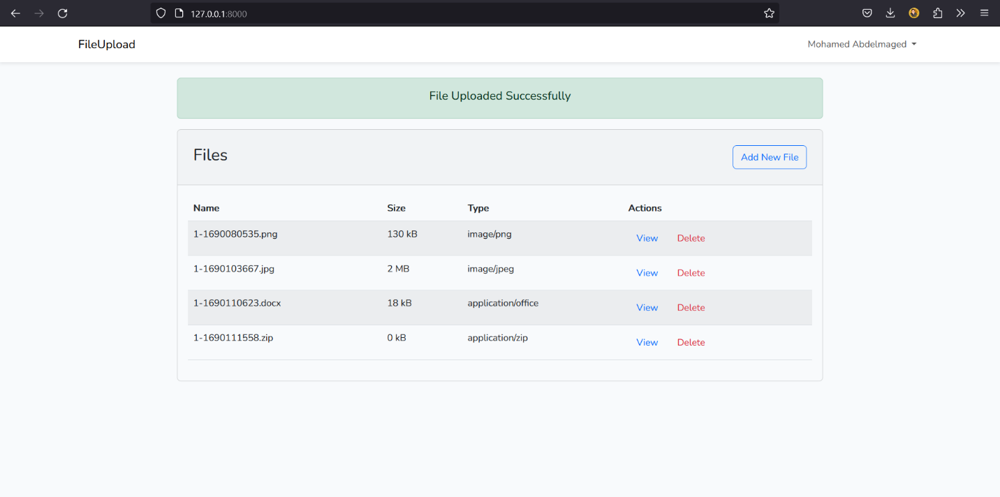 127.0.0.1:8000
FileUpload Mohamed Abdelmaged
File Uploaded Successfully
Files Add New File
Name Size Type Actions
1-1690080535.png 130 kB image/png View Delete
1-1690103667.jpg 2 MB image/jpeg View Delete
1-1690110623.docx 18 kB application/office View Delete
1-1690111558.zip 0 kB application/zip View Delete